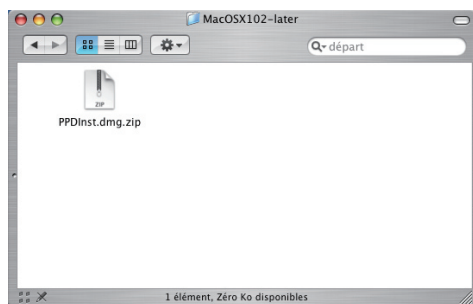 MacOSX102-later
départ
ZIP
PPDInst.dmg.zip
1 élément, Zéro Ko disponibles